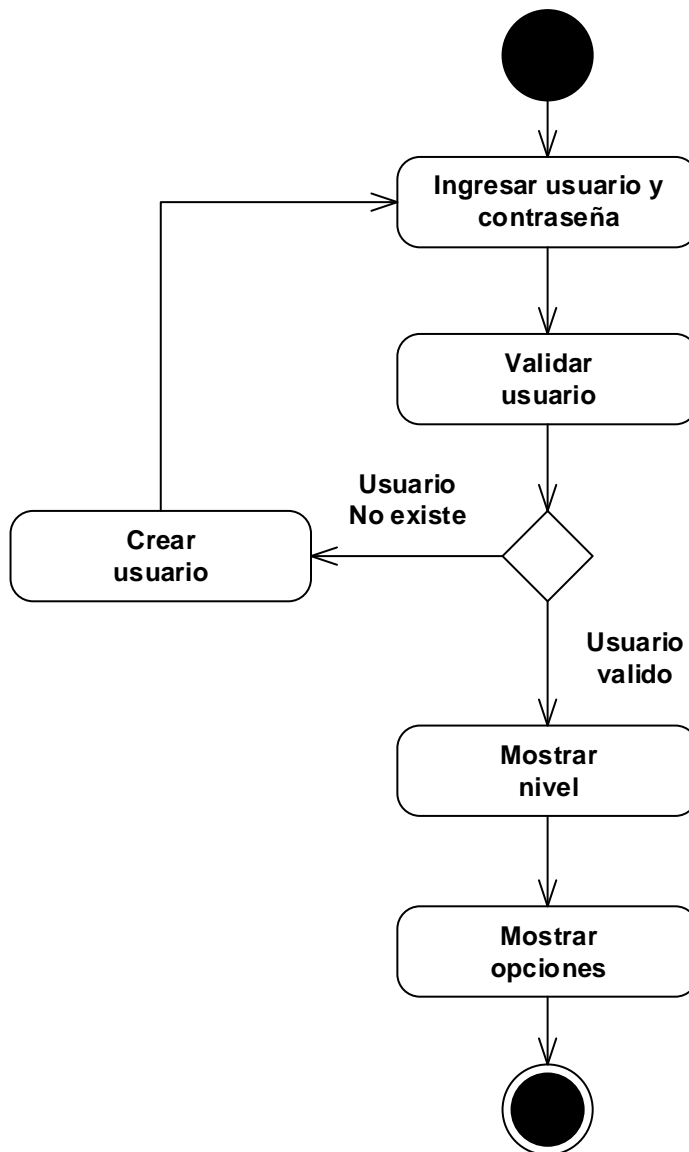 Ingresar usuario y
contraseña
Validar
usuario
Usuario
No existe
Crear
usuario
Usuario
valido
Mostrar
nivel
Mostrar
opciones